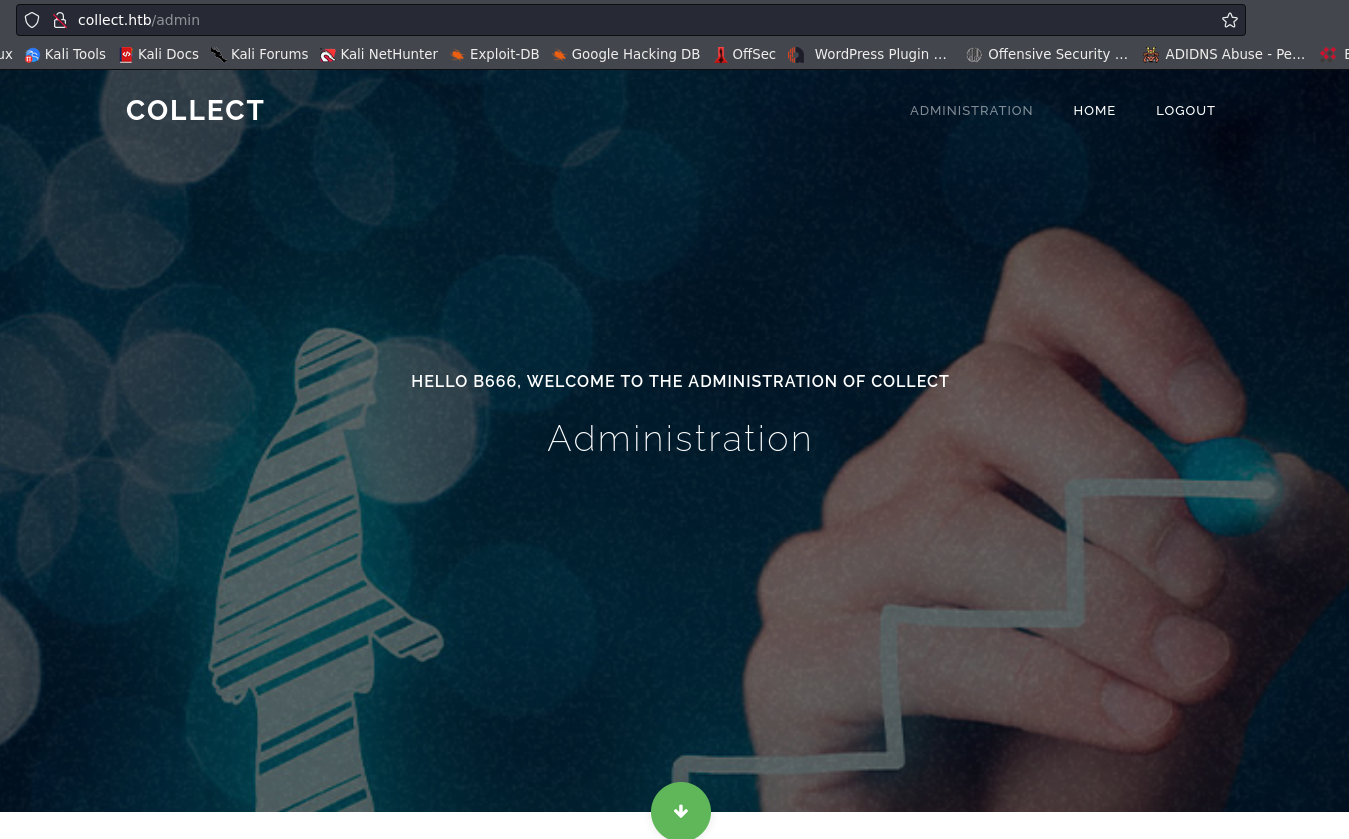 collect.htb/admin
ux Kali Tools Kali Docs Kali Forums Kali NetHunter Exploit-DB Google Hacking DB OffSec WordPress Plugin ... Offensive Security ... ADIDNS Abuse - Pe...
COLLECT ADMINISTRATION HOME LOGOUT
HELLO B666, WELCOME TO THE ADMINISTRATION OF COLLECT
Administration